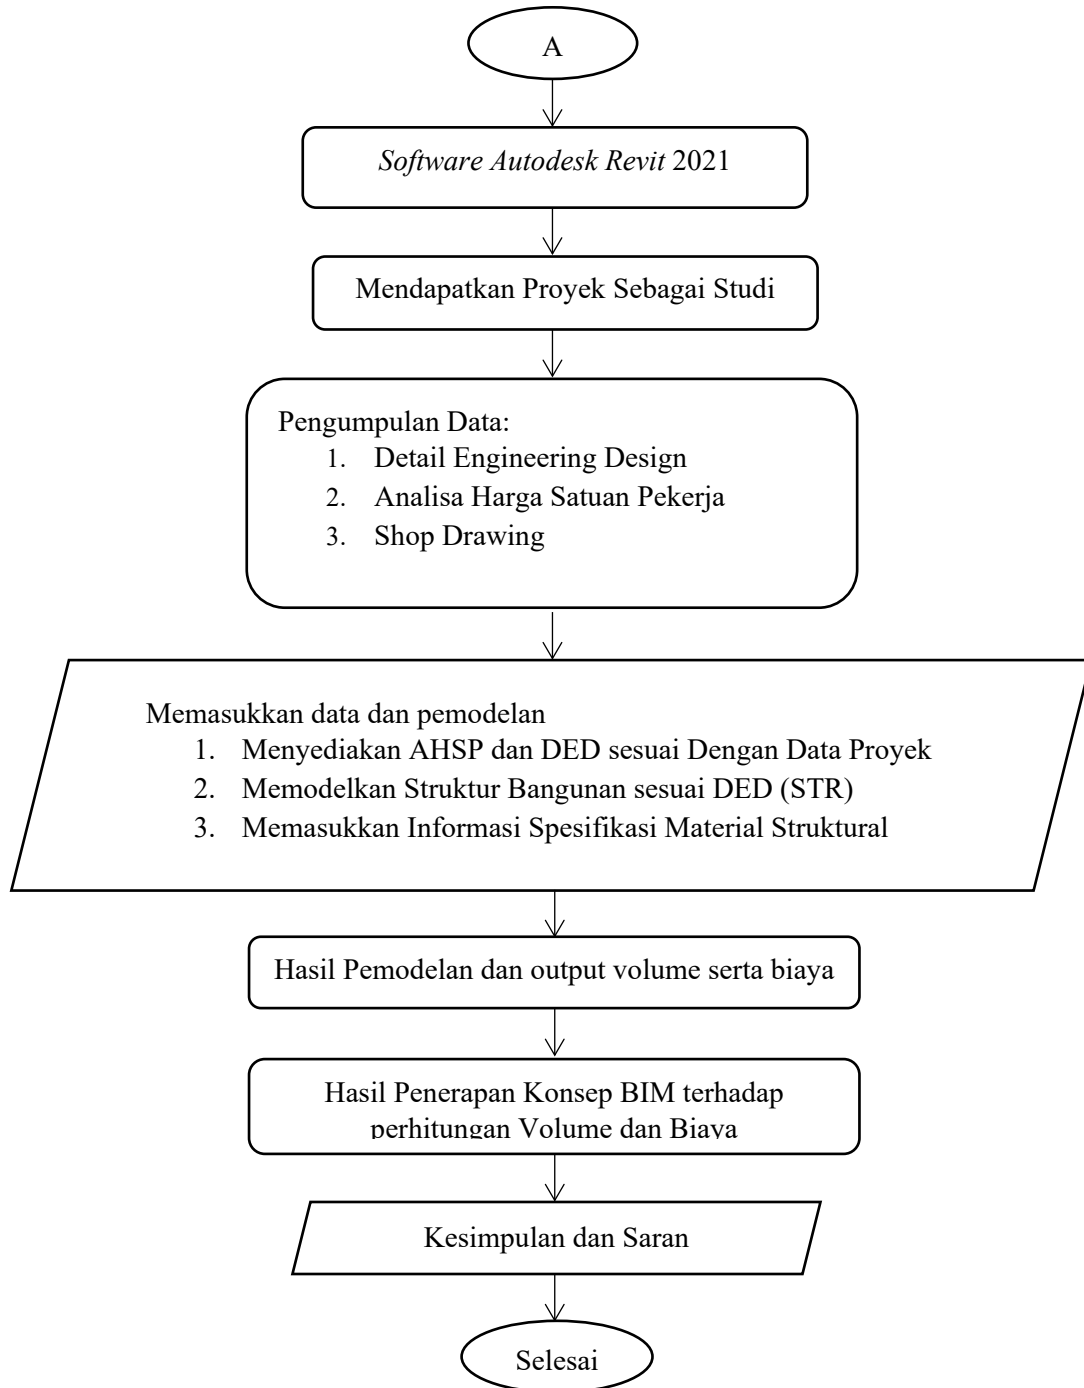 A
Software Autodesk Revit 2021
Mendapatkan Proyek Sebagai Studi
Pengumpulan Data:
1. Detail Engineering Design
2. Analisa Harga Satuan Pekerja
3. Shop Drawing
Memasukkan data dan pemodelan
1. Menyediakan AHSP dan DED sesuai Dengan Data Proyek
2. Memodelkan Struktur Bangunan sesuai DED (STR)
3. Memasukkan Informasi Spesifikasi Material Struktural
Hasil Pemodelan dan output volume serta biaya
Hasil Penerapan Konsep BIM terhadap
perhitungan Volume dan Biaya
Kesimpulan dan Saran
Selesai